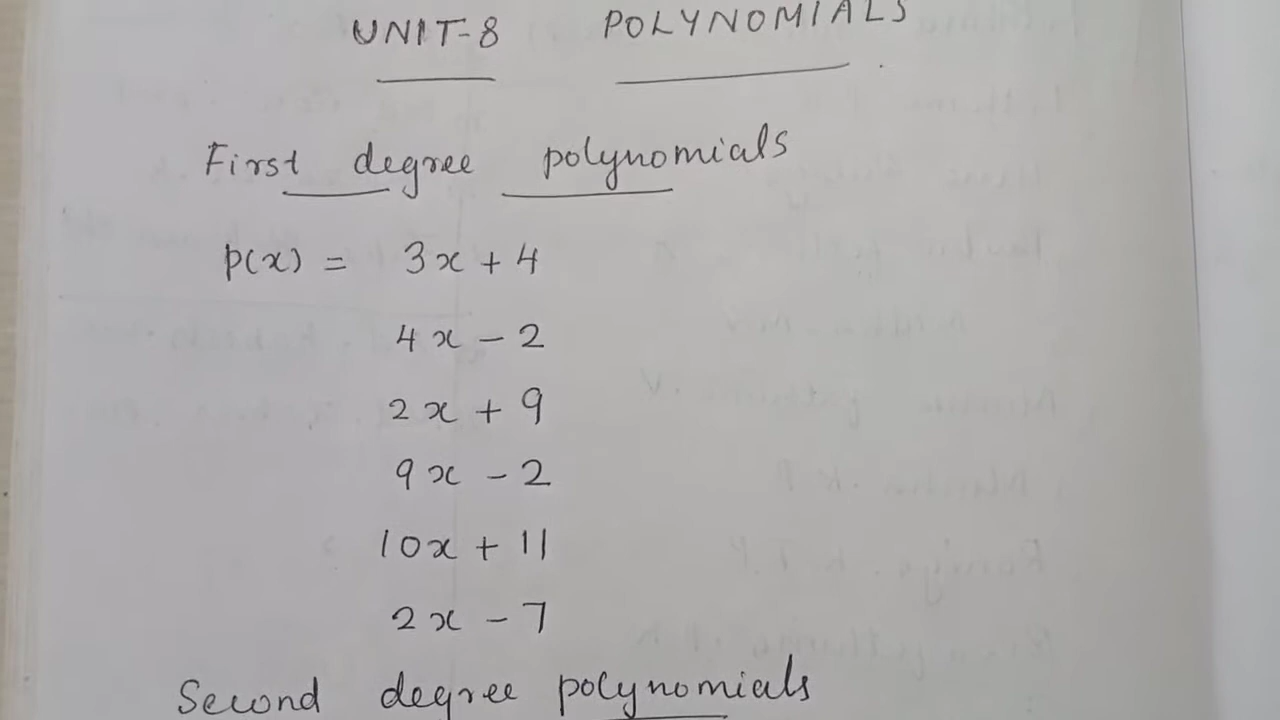 UNIT-8 POLYNOMIALS
First degree polynomials
p(x) = 3x + 4
4x - 2
2x + 9
9x - 2
10x + 11
2x - 7
Second degree polynomials